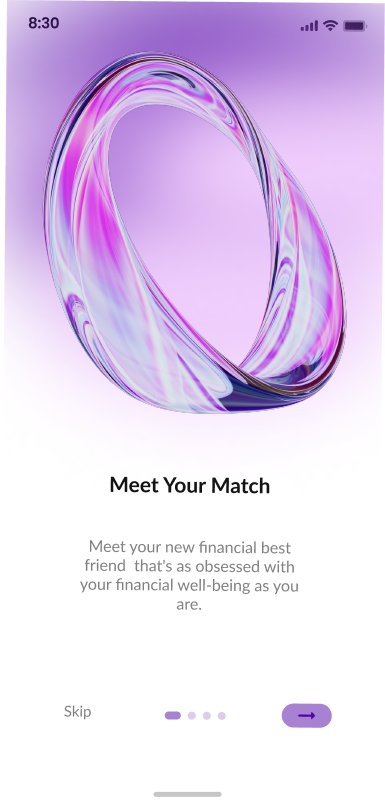 8:30
Meet Your Match
Meet your new financial best
friend  that's as obsessed with
your financial well-being as you
are.
Skip